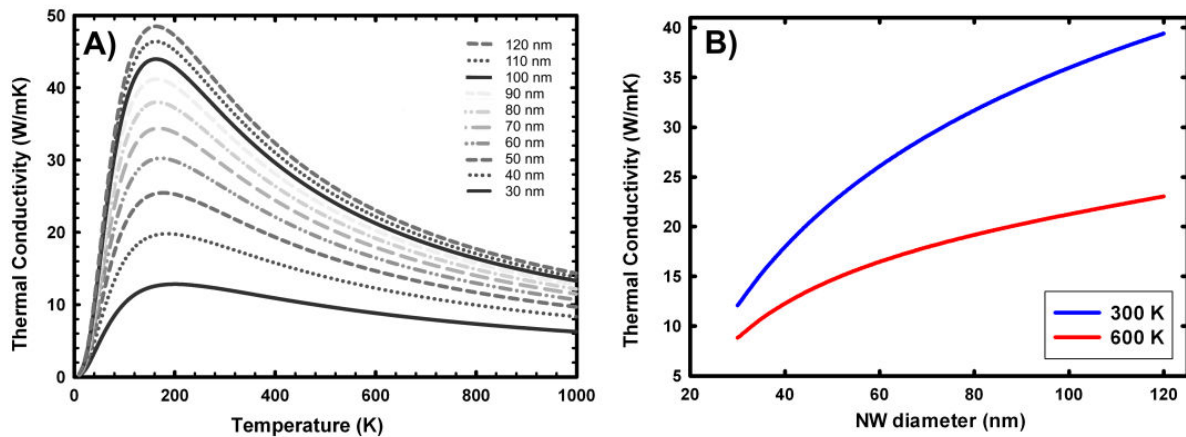 A)
Thermal Conductivity (W/mK)
50
40
30
20
10
0
120 nm
110 nm
100 nm
90 nm
80 nm
70 nm
60 nm
50 nm
40 nm
30 nm
0 200 400 600 800 1000
Temperature (K)
B)
Thermal Conductivity (W/mK)
40
35
30
25
20
15
10
5
300 K
600 K
20 40 60 80 100 120
NW diameter (nm)